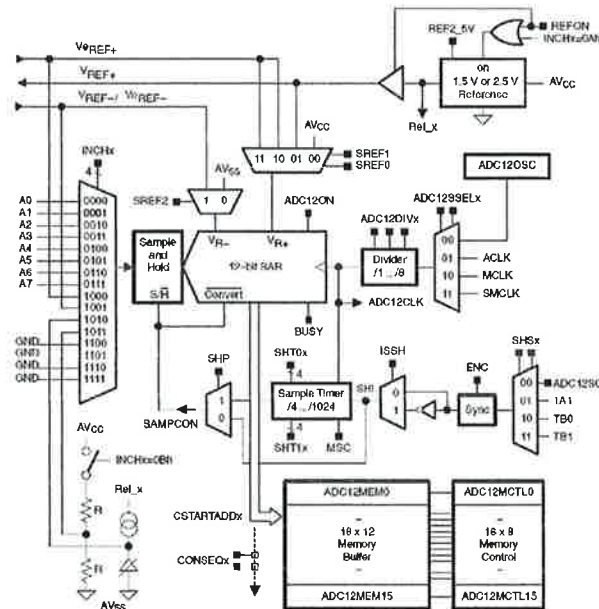 VeREF+
REF2_5V
REFON
INCHx=0Ah
VREF+
on
1.5 V or 2.5 V
Reference
AVCC
VREF-/ VeREF-
Ref_x
INCHx
4
AVCC
11 10 01 00
SREF1
SREF0
AVSS
SREF2
1 0
ADC12OSC
A0
A1
A2
A3
A4
A5
A6
A7
GND
GND
GND
GND
0000
0001
0010
0011
0100
0101
0110
0111
1000
1001
1010
1011
1100
1101
1110
1111
Sample
and
Hold
S/H
VR-
VR+
12-bit SAR
Convert
ADC12ON
BUSY
ADC12DIVx
Divider
/1 .. /8
ADC12SSELx
00
01
10
11
ACLK
MCLK
SMCLK
ADC12CLK
SHP
1
0
SAMPCON
SHT0x
4
Sample Timer
/4 .. /1024
4
SHT1x
MSC
SHI
ISSH
0
1
ENC
Sync
SHSx
00
01
10
11
ADC12SC
TA1
TB0
TB1
AVCC
INCHx=0Bh
Ref_x
R
R
AVSS
CSTARTADDx
CONSEQx
ADC12MEM0
–
16 x 12
Memory
Buffer
–
ADC12MEM15
ADC12MCTL0
–
16 x 8
Memory
Control
–
ADC12MCTL15